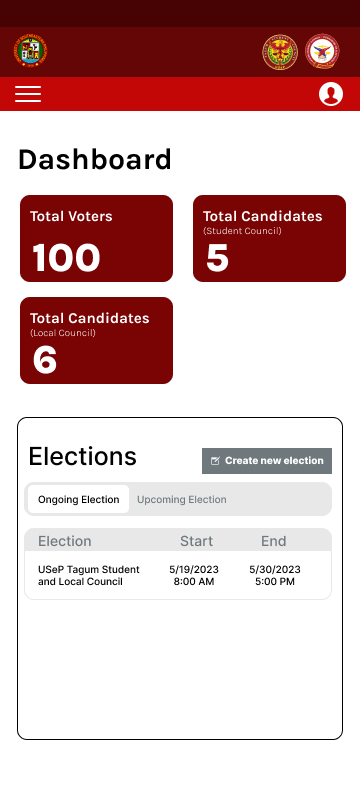 Dashboard
Total Voters
100
Total Candidates
(Student Council)
5
Total Candidates
(Local Council)
6
Elections
Create new election
Ongoing Election
Upcoming Election
Election Start End
USeP Tagum Student 5/19/2023 5/30/2023
and Local Council 8:00 AM 5:00 PM